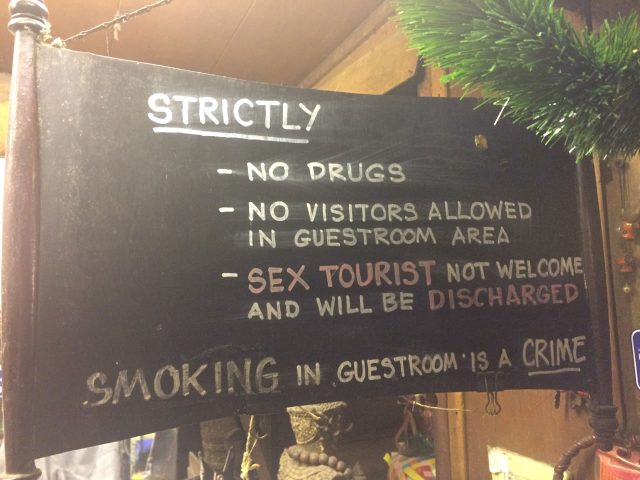 STRICTLY
- NO DRUGS
- NO VISITORS ALLOWED
IN GUESTROOM AREA
- SEX TOURIST NOT WELCOME
AND WILL BE DISCHARGED
SMOKING IN GUESTROOM IS A CRIME